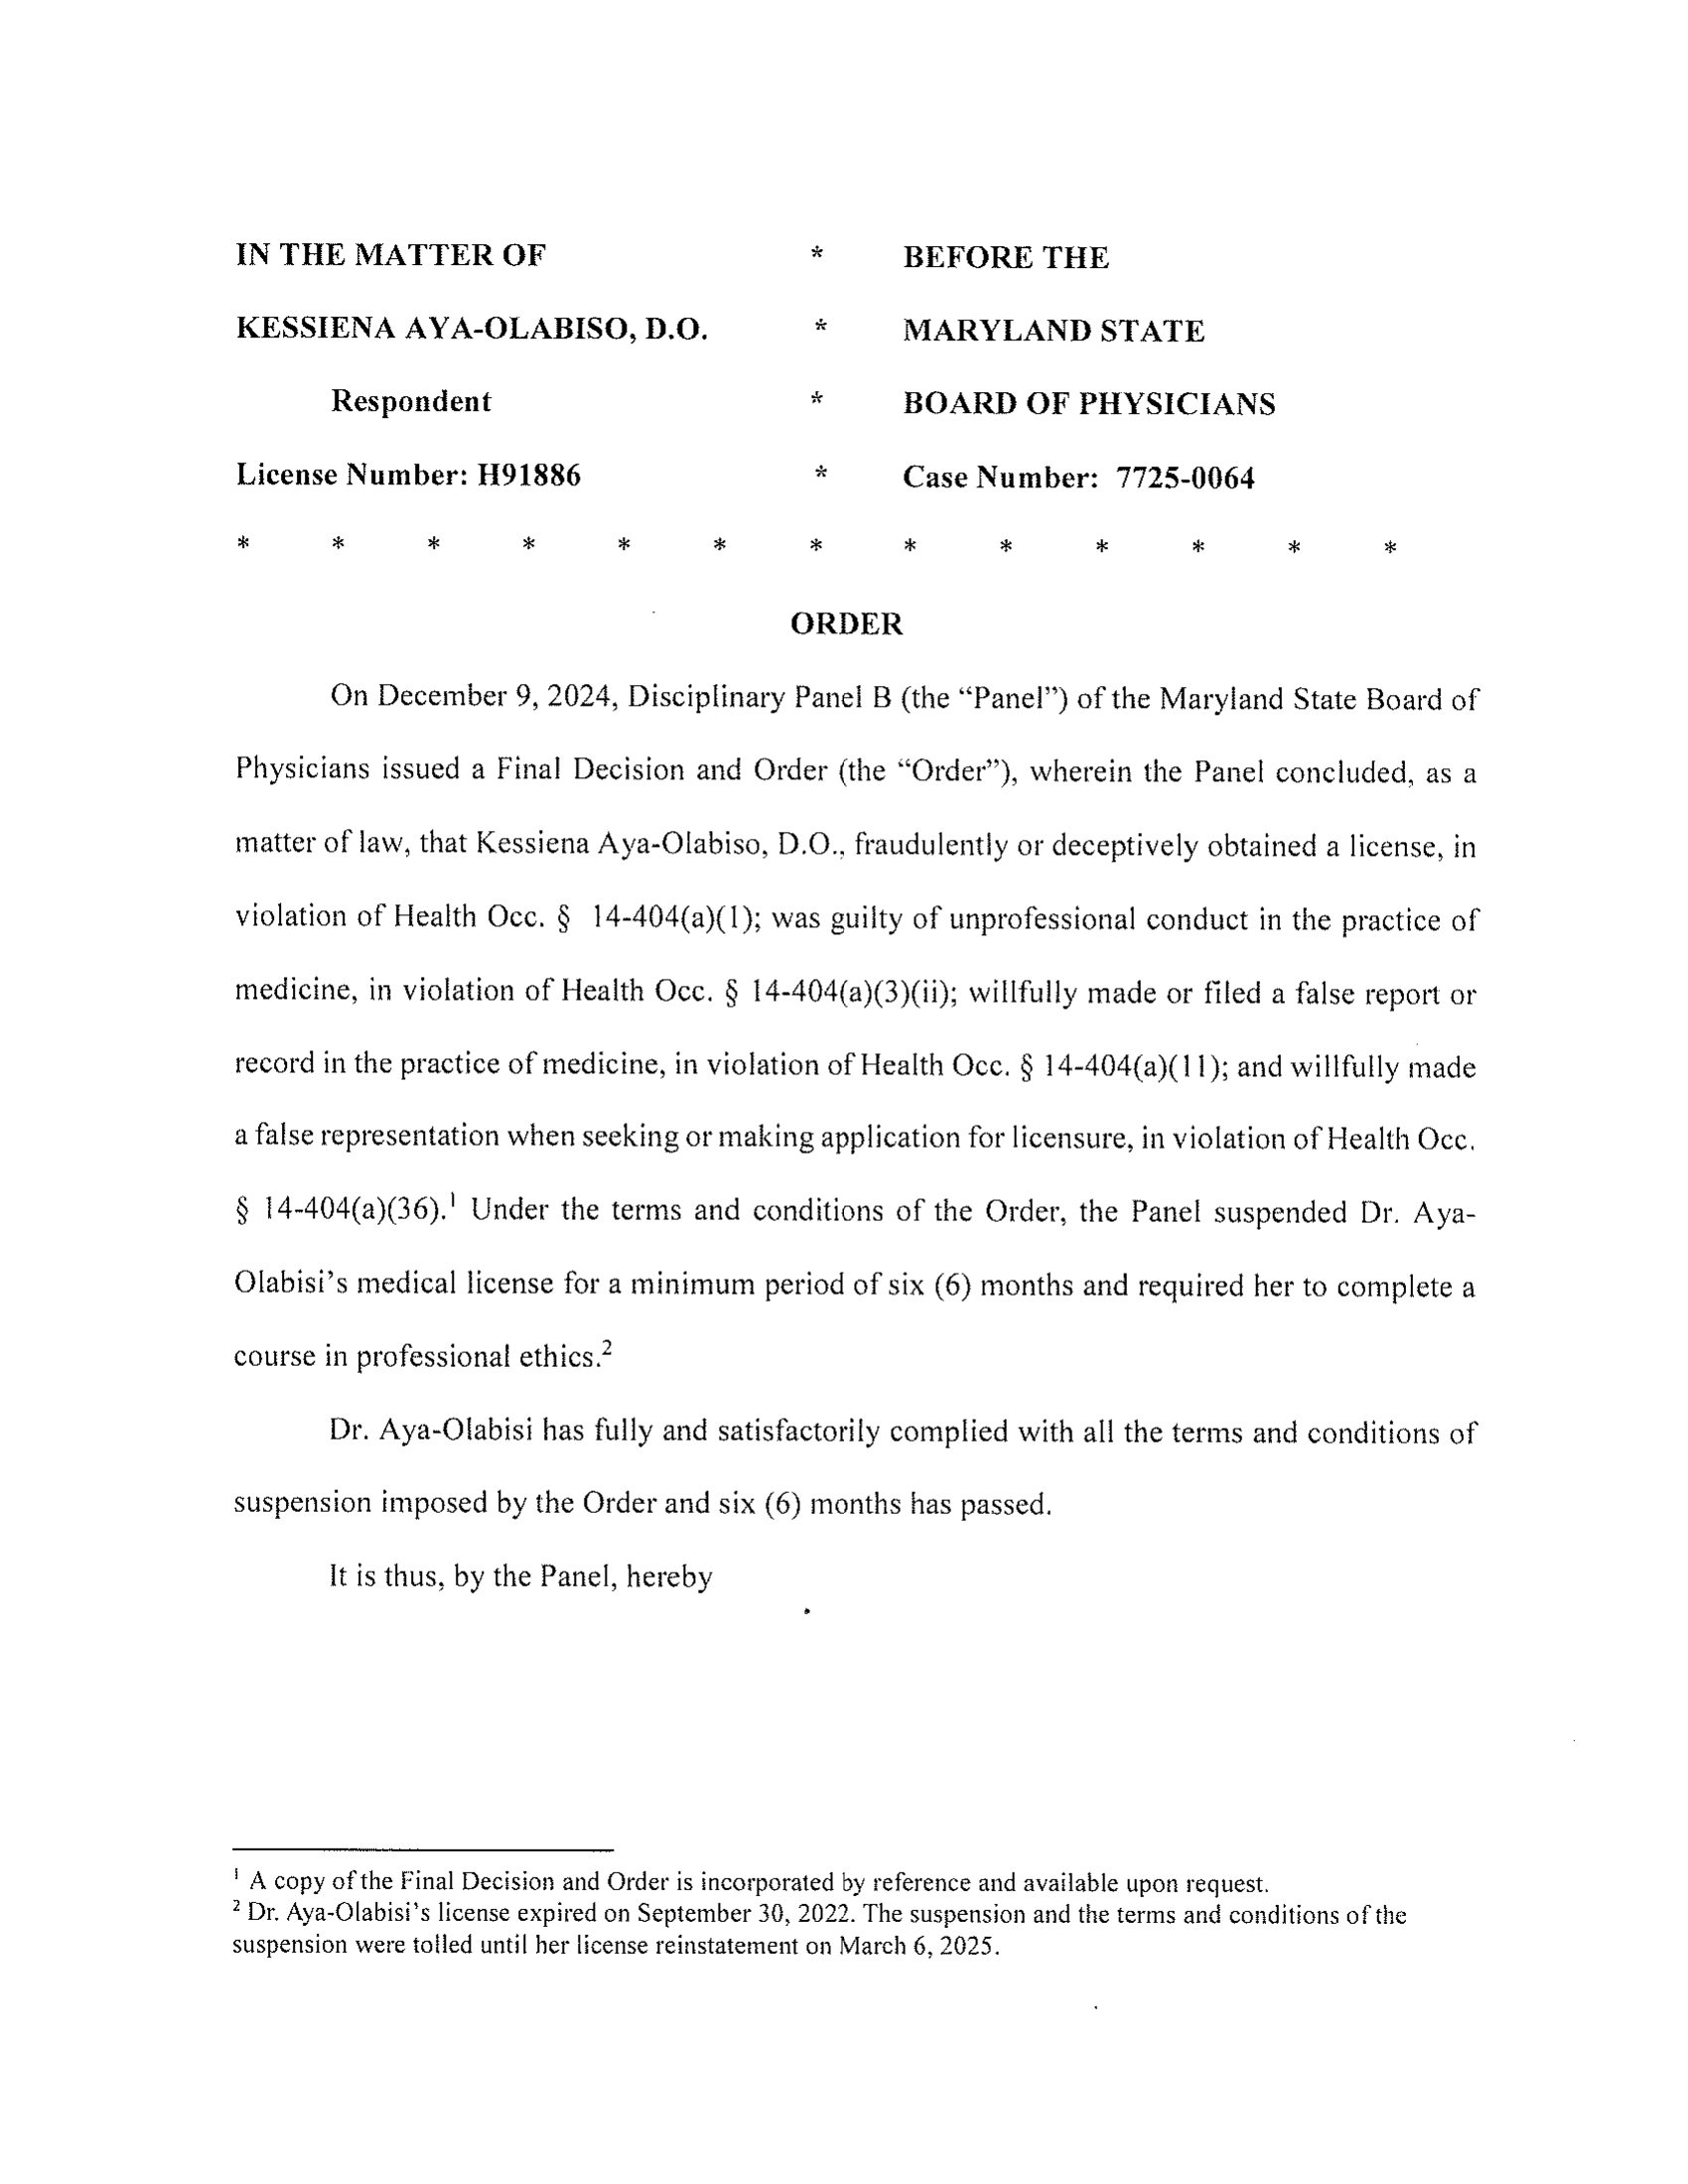 IN THE MATTER OF * BEFORE THE
KESSIENA AYA-OLABISO, D.O. * MARYLAND STATE
Respondent * BOARD OF PHYSICIANS
License Number: H91886 * Case Number: 7725-0064
* * * * * * * * * * * * *
ORDER
On December 9, 2024, Disciplinary Panel B (the “Panel”) of the Maryland State Board of
Physicians issued a Final Decision and Order (the “Order”), wherein the Panel concluded, as a
matter of law, that Kessiena Aya-Olabiso, D.O., fraudulently or deceptively obtained a license, in
violation of Health Occ. § 14-404(a)(1); was guilty of unprofessional conduct in the practice of
medicine, in violation of Health Occ. § 14-404(a)(3)(ii); willfully made or filed a false report or
record in the practice of medicine, in violation of Health Occ. § 14-404(a)(11); and willfully made
a false representation when seeking or making application for licensure, in violation of Health Occ.
§ 14-404(a)(36).¹ Under the terms and conditions of the Order, the Panel suspended Dr. Aya-
Olabisi’s medical license for a minimum period of six (6) months and required her to complete a
course in professional ethics.²
Dr. Aya-Olabisi has fully and satisfactorily complied with all the terms and conditions of
suspension imposed by the Order and six (6) months has passed.
It is thus, by the Panel, hereby
¹ A copy of the Final Decision and Order is incorporated by reference and available upon request.
² Dr. Aya-Olabisi’s license expired on September 30, 2022. The suspension and the terms and conditions of the
suspension were tolled until her license reinstatement on March 6, 2025.